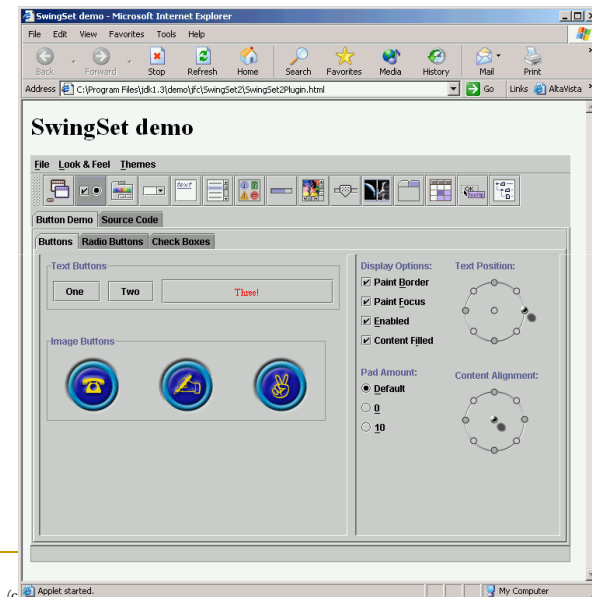 SwingSet demo - Microsoft Internet Explorer
File Edit View Favorites Tools Help
Back Forward Stop Refresh Home Search Favorites Media History Mail Print
Address C:\Program Files\jdk1.3\demo\jfc\SwingSet2\SwingSet2Plugin.html Go Links AltaVista
SwingSet demo
File Look & Feel Themes
text
Button Demo Source Code
Buttons Radio Buttons Check Boxes
Text Buttons
One Two Three!
Image Buttons
Display Options:
Paint Border
Paint Focus
Enabled
Content Filled
Pad Amount:
Default
0
10
Text Position:
Content Alignment:
(c
Applet started. My Computer